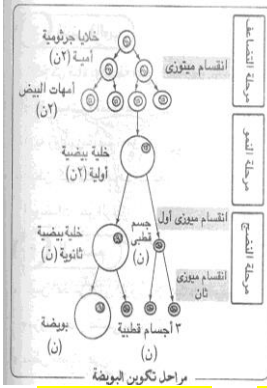 مرحلة التضاعف
خلايا جرثومية
أمية (٢ن)
انقسام ميتوزى
أمهات البيض
(٢ن)
مرحلة النمو
خلية بيضية
أولية (٢ن)
مرحلة النضج
انقسام ميوزى أول
جسم
قطبى
(ن)
خلية بيضية
ثانوية (ن)
انقسام ميوزى
ثان
بويضة
(ن)
٣ أجسام قطبية
(ن)
مراحل تكوين البويضة